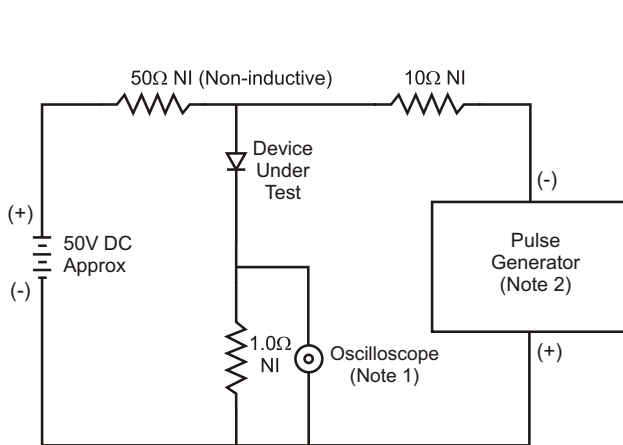 50Ω NI (Non-inductive)
10Ω NI
Device
Under
Test
(-)
(+)
50V DC
Approx
(-)
Pulse
Generator
(Note 2)
1.0Ω
NI
Oscilloscope
(Note 1)
(+)